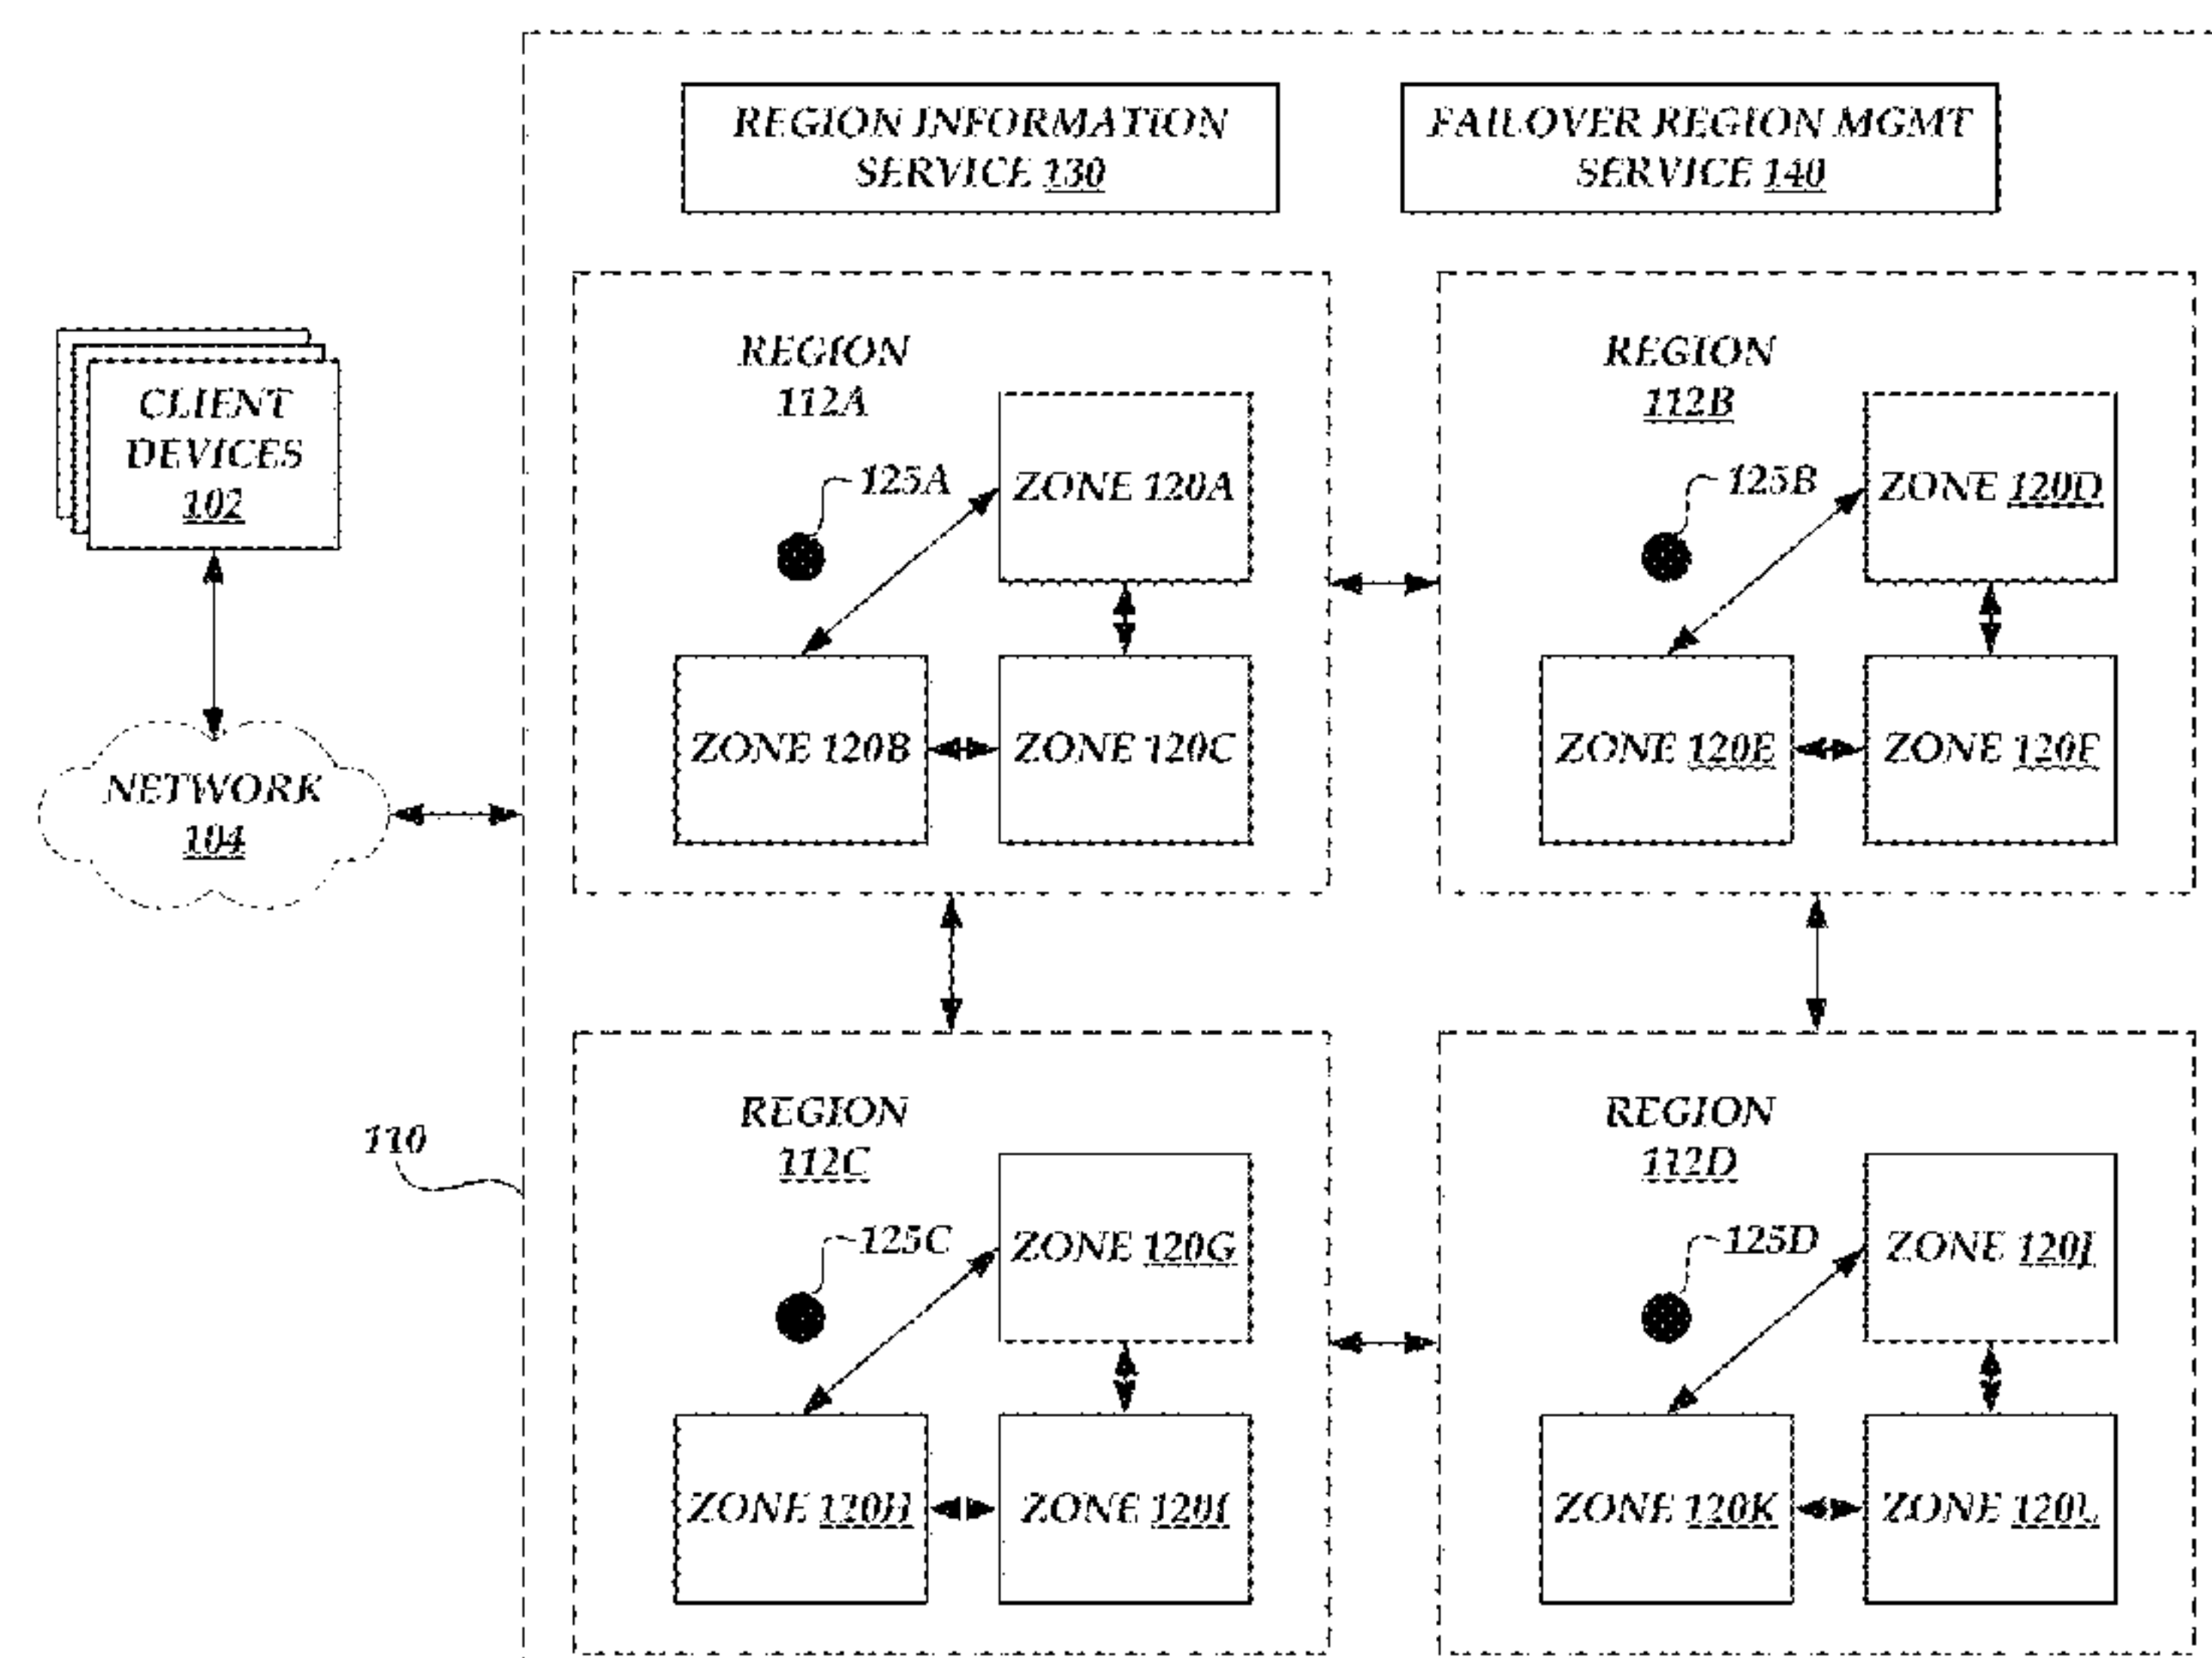 REGION INFORMATION
SERVICE 130
FAILOVER REGION MGMT
SERVICE 140
CLIENT
DEVICES
102
NETWORK
104
110
REGION
112A
125A
ZONE 120A
ZONE 120B
ZONE 120C
REGION
112B
125B
ZONE 120D
ZONE 120E
ZONE 120F
REGION
112C
125C
ZONE 120G
ZONE 120H
ZONE 120I
REGION
112D
125D
ZONE 120J
ZONE 120K
ZONE 120L